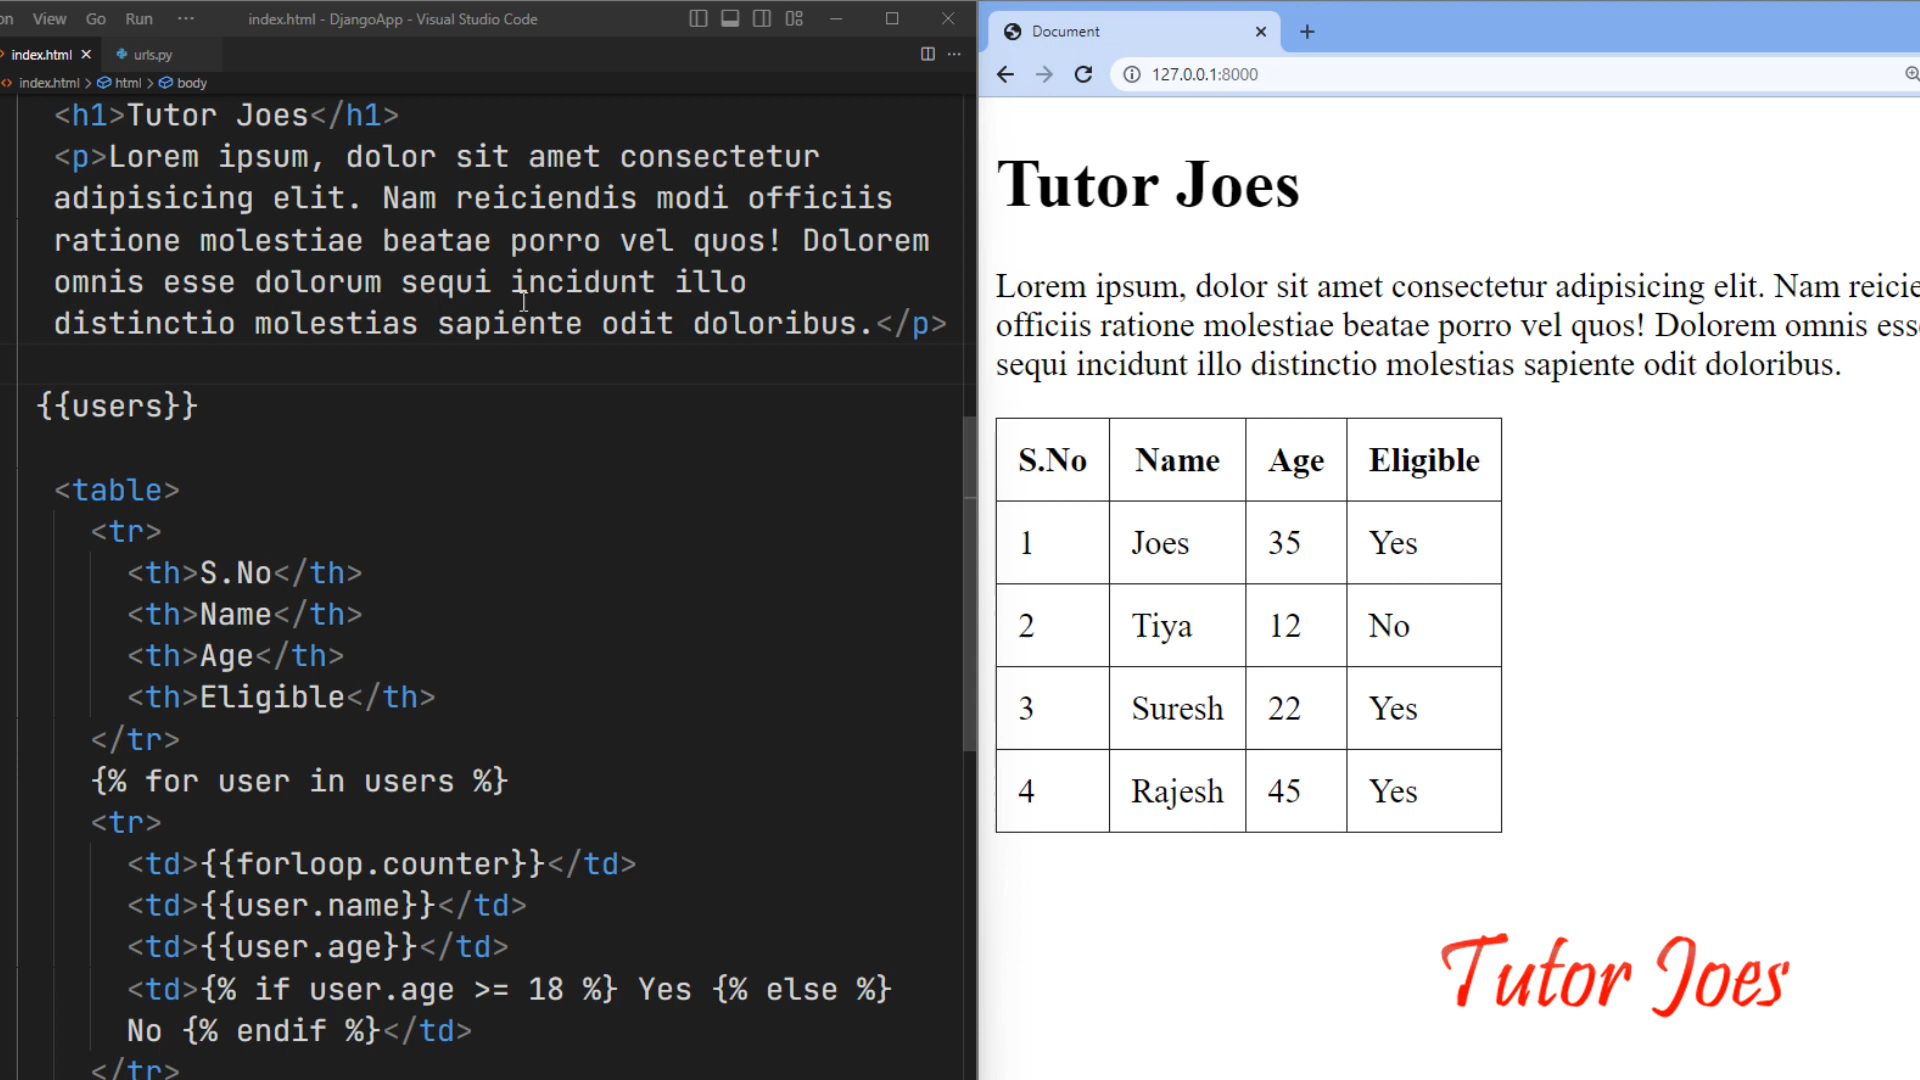 on View Go Run ··· index.html - DjangoApp - Visual Studio Code
index.html urls.py
index.html > html > body
<h1>Tutor Joes</h1>
<p>Lorem ipsum, dolor sit amet consectetur
adipisicing elit. Nam reiciendis modi officiis
ratione molestiae beatae porro vel quos! Dolorem
omnis esse dolorum sequi incidunt illo
distinctio molestias sapiente odit doloribus.</p>
{{users}}
<table>
<tr>
<th>S.No</th>
<th>Name</th>
<th>Age</th>
<th>Eligible</th>
</tr>
{% for user in users %}
<tr>
<td>{{forloop.counter}}</td>
<td>{{user.name}}</td>
<td>{{user.age}}</td>
<td>{% if user.age >= 18 %} Yes {% else %}
No {% endif %}</td>
</tr>
Document
127.0.0.1:8000
Tutor Joes
Lorem ipsum, dolor sit amet consectetur adipisicing elit. Nam reicie
officiis ratione molestiae beatae porro vel quos! Dolorem omnis ess
sequi incidunt illo distinctio molestias sapiente odit doloribus.
S.No Name Age Eligible
1 Joes 35 Yes
2 Tiya 12 No
3 Suresh 22 Yes
4 Rajesh 45 Yes
Tutor Joes